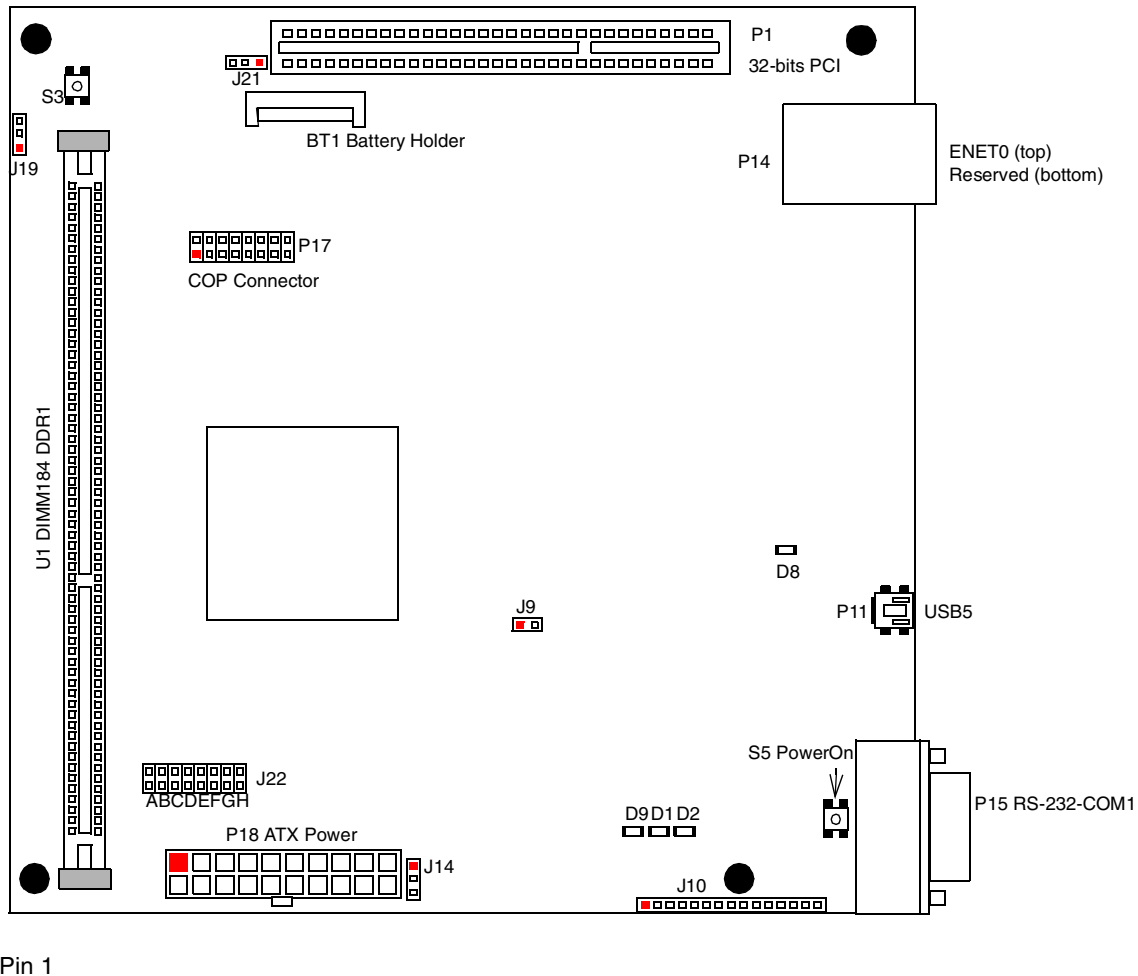 P1
32-bits PCI
J21
S3
BT1 Battery Holder
J19
P14
ENET0 (top)
Reserved (bottom)
P17
COP Connector
U1 DIMM184 DDR1
D8
J9
P11
USB5
S5 PowerOn
J22
ABCDEFGH
P15 RS-232-COM1
D9 D1 D2
P18 ATX Power
J14
J10
Pin 1